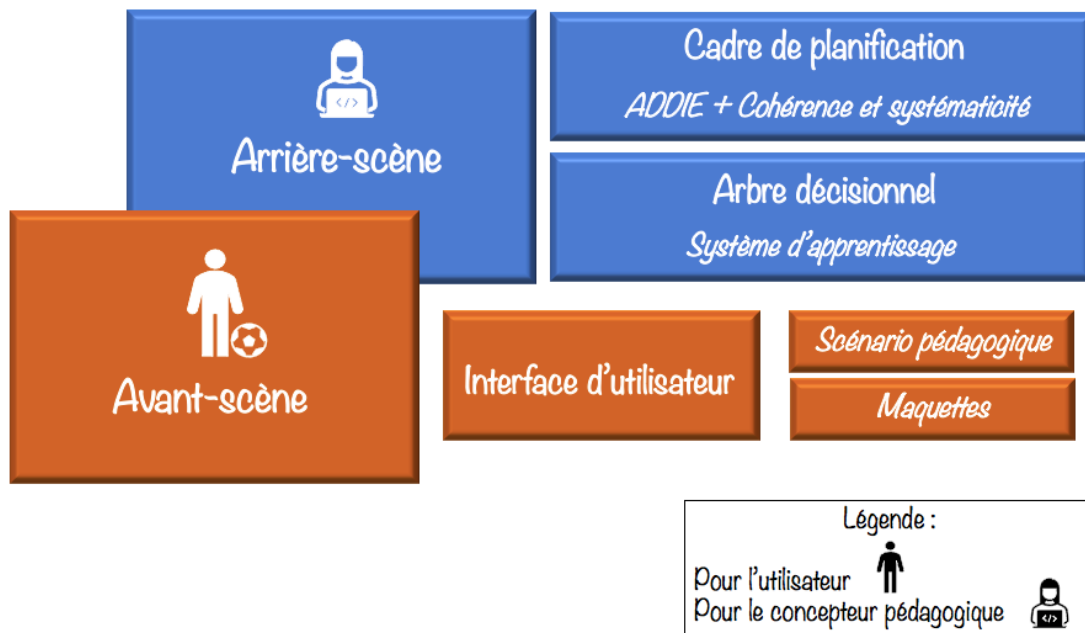 Arrière-scène
Cadre de planification
ADDIE + Cohérence et systématicité
Arbre décisionnel
Système d'apprentissage
Avant-scène
Interface d'utilisateur
Scénario pédagogique
Maquettes
Légende :
Pour l'utilisateur
Pour le concepteur pédagogique